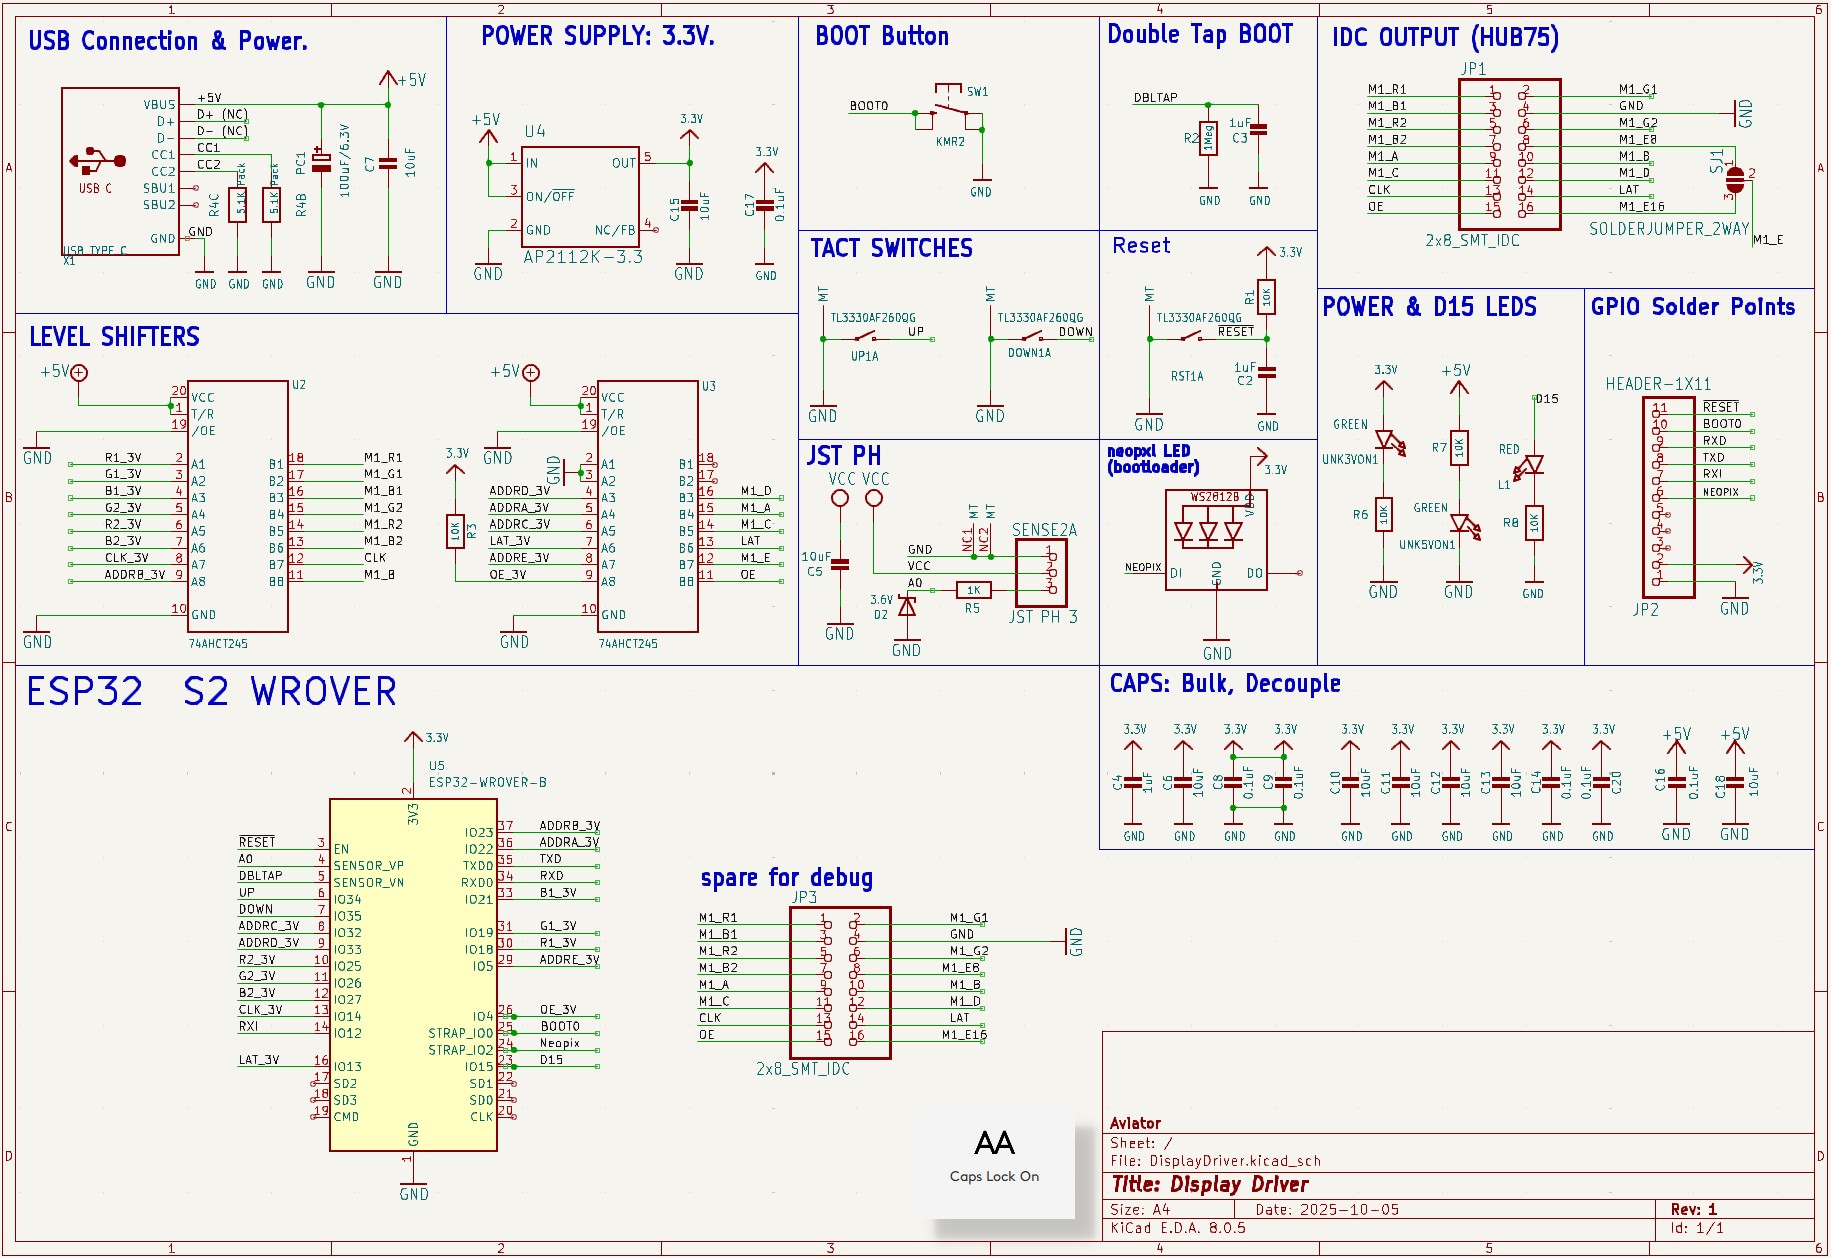 USB Connection & Power.
VBUS
D+
D-
CC1
CC2
SBU1
SBU2
GND
USB C
USB TYPE C
X1
+5V
D+ (NC)
D- (NC)
CC1
CC2
GND
R4C
5.1K Pack
R4B
5.1K Pack
PC1
100uF/6.3V
C7
10uF
+5V
GND
GND
GND
GND
GND
POWER SUPPLY: 3.3V.
+5V
U4
3.3V
3.3V
1 IN
OUT 5
3 ON/OFF
2 GND
NC/FB 4
AP2112K-3.3
C15
10uF
C17
0.1uF
GND
GND
GND
BOOT Button
BOOT0
SW1
KMR2
GND
Double Tap BOOT
DBLTAP
R2
1Meg
1uF
C3
GND
GND
IDC OUTPUT (HUB75)
JP1
M1_R1 1 2 M1_G1
M1_B1 3 4 GND
M1_R2 5 6 M1_G2
M1_B2 7 8 M1_E8
M1_A 9 10 M1_B
M1_C 11 12 M1_D
CLK 13 14 LAT
OE 15 16 M1_E16
2x8_SMT_IDC
GND
SJ1
1
2
3
SOLDERJUMPER_2WAY
M1_E
TACT SWITCHES
MT
TL3330AF260QG
UP
UP1A
GND
MT
TL3330AF260QG
DOWN
DOWN1A
GND
Reset
3.3V
R1
10K
MT
TL3330AF260QG
RESET
RST1A
1uF
C2
GND
GND
LEVEL SHIFTERS
+5V
U2
20 VCC
1 T/R
19 /OE
GND
R1_3V 2 A1 B1 18 M1_R1
G1_3V 3 A2 B2 17 M1_G1
B1_3V 4 A3 B3 16 M1_B1
G2_3V 5 A4 B4 15 M1_G2
R2_3V 6 A5 B5 14 M1_R2
B2_3V 7 A6 B6 13 M1_B2
CLK_3V 8 A7 B7 12 CLK
ADDRB_3V 9 A8 B8 11 M1_B
10 GND
GND
74AHCT245
3.3V
10K
R3
+5V
U3
20 VCC
1 T/R
19 /OE
GND
GND
2 A1 B1 18
3 A2 B2 17
ADDRD_3V 4 A3 B3 16 M1_D
ADDRA_3V 5 A4 B4 15 M1_A
ADDRC_3V 6 A5 B5 14 M1_C
LAT_3V 7 A6 B6 13 LAT
ADDRE_3V 8 A7 B7 12 M1_E
OE_3V 9 A8 B8 11 OE
10 GND
GND
74AHCT245
JST PH
VCC VCC
10uF
C5
GND
NC1 MT
NC2 MT
SENSE2A
GND 1
VCC 2
A0 3
1K
R5
3.6V
D2
JST PH 3
GND
neopxl LED
(bootloader)
3.3V
WS2812B
VDD
NEOPIX
DI
GND
DO
GND
POWER & D15 LEDS
3.3V
GREEN
UNK3VON1
R6
10K
GND
+5V
R7
10K
GREEN
UNK5VON1
GND
D15
RED
L1
R8
10K
GND
GPIO Solder Points
HEADER-1X11
11 RESET
10 BOOT0
9 RXD
8 TXD
7 RXI
6 NEOPIX
5
4
3
2
1
3.3V
JP2
GND
ESP32 S2 WROVER
3.3V
U5
ESP32-WROVER-B
2
3V3
RESET 3 EN
A0 4 SENSOR_VP
DBLTAP 5 SENSOR_VN
UP 6 IO34
DOWN 7 IO35
ADDRC_3V 8 IO32
ADDRD_3V 9 IO33
R2_3V 10 IO25
G2_3V 11 IO26
B2_3V 12 IO27
CLK_3V 13 IO14
RXI 14 IO12
LAT_3V 16 IO13
17 SD2
18 SD3
19 CMD
IO23 37 ADDRB_3V
IO22 36 ADDRA_3V
TXD0 35 TXD
RXD0 34 RXD
IO21 33 B1_3V
IO19 31 G1_3V
IO18 30 R1_3V
IO5 29 ADDRE_3V
IO4 26 OE_3V
STRAP_IO0 25 BOOT0
STRAP_IO2 24 Neopix
IO15 23 D15
SD1 22
SD0 21
CLK 20
GND
1
GND
spare for debug
JP3
M1_R1 1 2 M1_G1
M1_B1 3 4 GND
M1_R2 5 6 M1_G2
M1_B2 7 8 M1_E8
M1_A 9 10 M1_B
M1_C 11 12 M1_D
CLK 13 14 LAT
OE 15 16 M1_E16
2x8_SMT_IDC
GND
CAPS: Bulk, Decouple
3.3V 3.3V 3.3V 3.3V 3.3V 3.3V 3.3V 3.3V 3.3V 3.3V +5V +5V
C4 1uF
C6 10uF
C8 0.1uF
C9 0.1uF
C10 10uF
C11 10uF
C12 10uF
C13 10uF
C14 0.1uF
0.1uF C20
C16 0.1uF
C18 10uF
GND GND GND GND GND GND GND GND GND GND GND GND
AA
Caps Lock On
Aviator
Sheet: /
File: DisplayDriver.kicad_sch
Title: Display Driver
Size: A4 Date: 2025-10-05 Rev: 1
KiCad E.D.A. 8.0.5 Id: 1/1
1 2 3 4 5 6
A B C D
A B C D
1 2 3 4 5 6